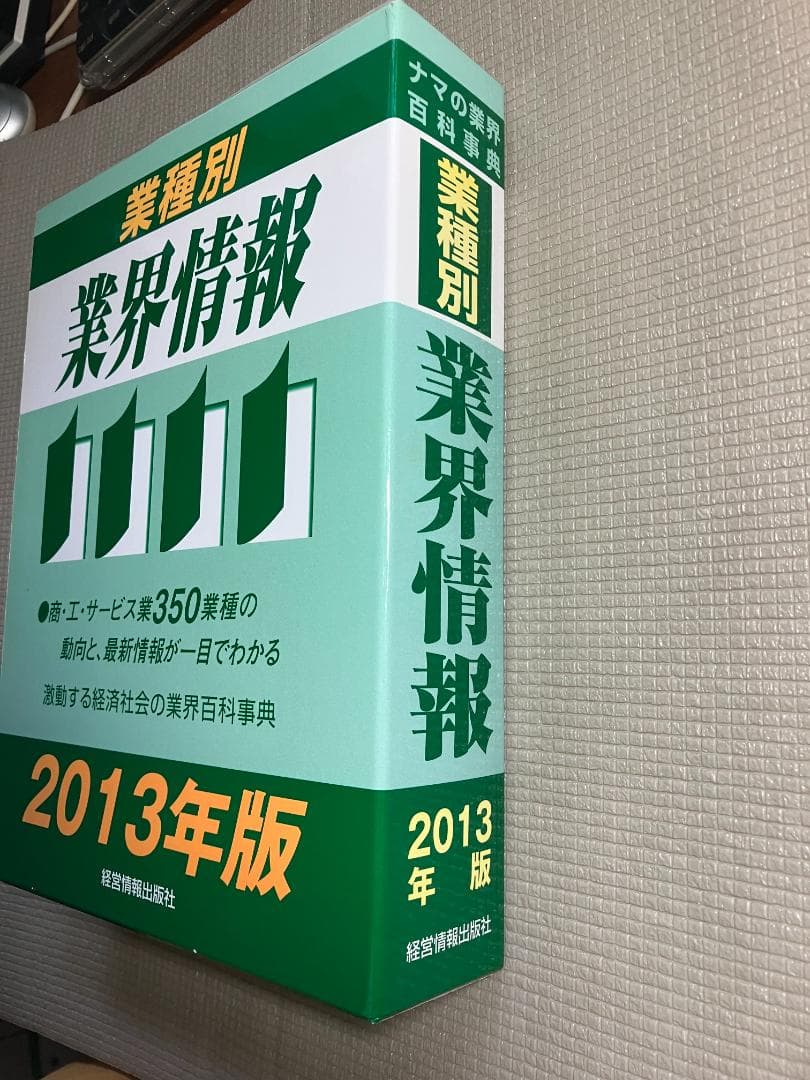 業種別
業界情報
●商・工・サービス業350業種の
動向と、最新情報が一目でわかる
激動する経済社会の業界百科事典
2013年版
経営情報出版社
ナマの業界
百科事典
業種別
業界情報
2013
年版
経営情報出版社